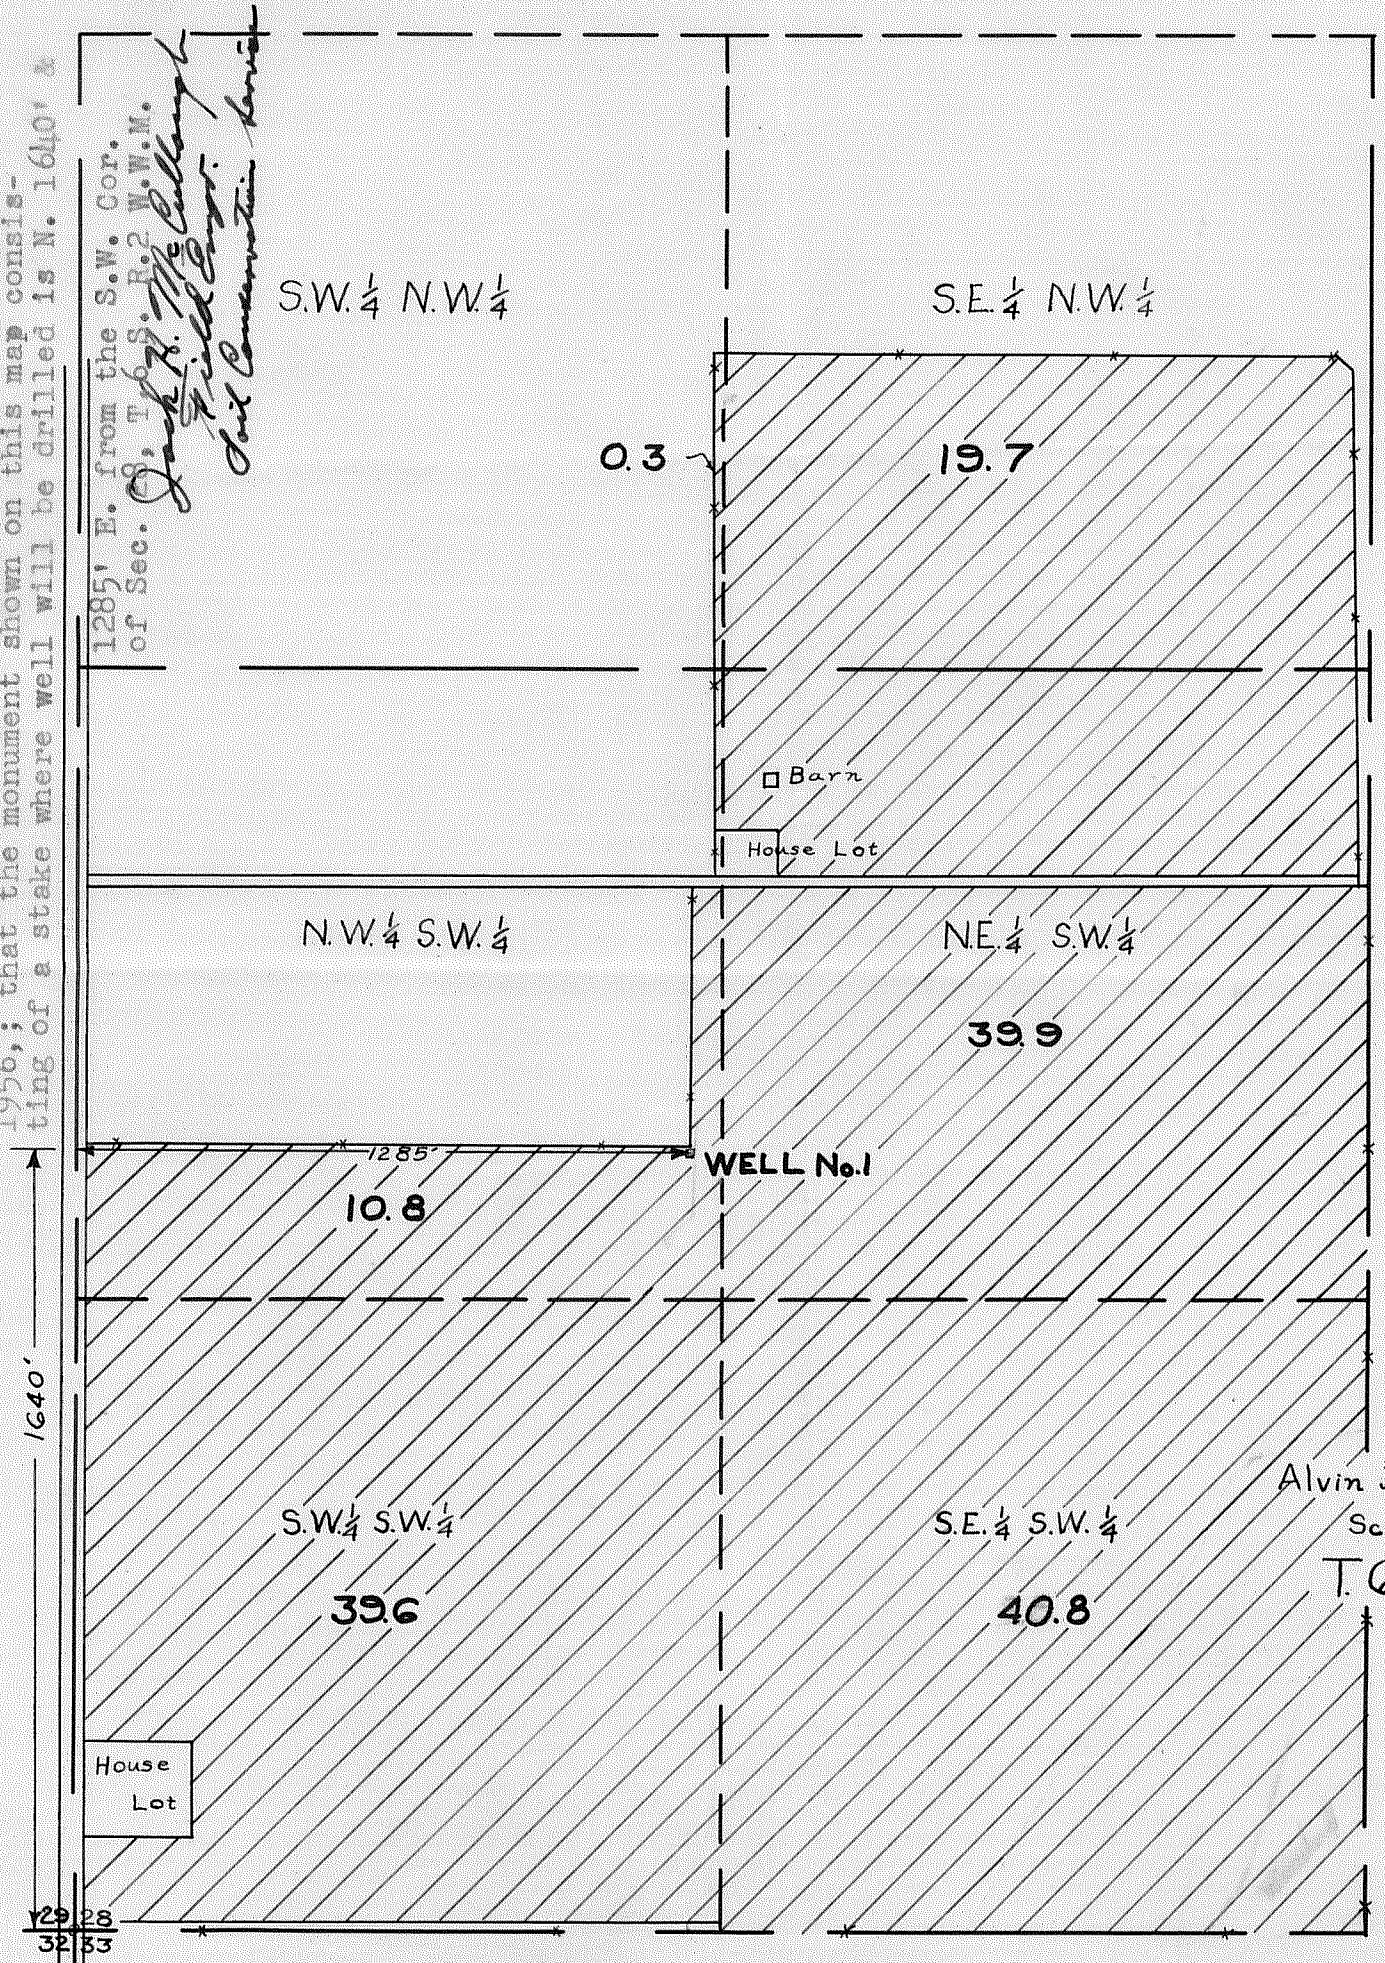 1956,; that the monument shown on this map consis-
ting of a stake where well will be drilled is N. 1640' &
1285' E. from the S.W. Cor.
of Sec. 28, T.6 S. R.2 W.W.M.
Jack H. McCullough
Field Engr.
Soil Conservation Service
S.W. 1/4 N.W. 1/4
S.E. 1/4 N.W. 1/4
0.3
19.7
Barn
House Lot
N.W. 1/4 S.W. 1/4
N.E. 1/4 S.W. 1/4
39.9
1285'
WELL No.1
10.8
1640'
S.W. 1/4 S.W. 1/4
S.E. 1/4 S.W. 1/4
Alvin
Sc
T. 6
39.6
40.8
House
Lot
29 28
32 33